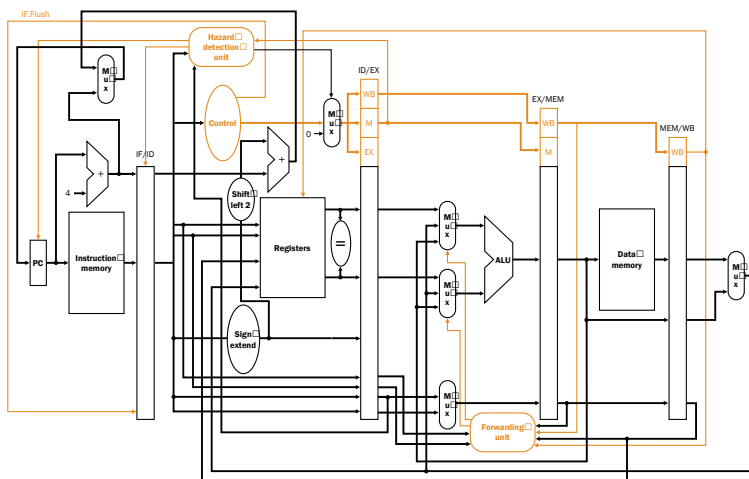 IF.Flush
Hazard
detection
unit
M
u
x
ID/EX
WB
EX/MEM
Control
M
u
x
0
M
WB
MEM/WB
IF/ID
EX
M
WB
+
+
4
Shift
left 2
M
u
x
Registers
=
ALU
PC
Instruction
memory
M
u
x
Data
memory
M
u
x
Sign
extend
M
u
x
Forwarding
unit